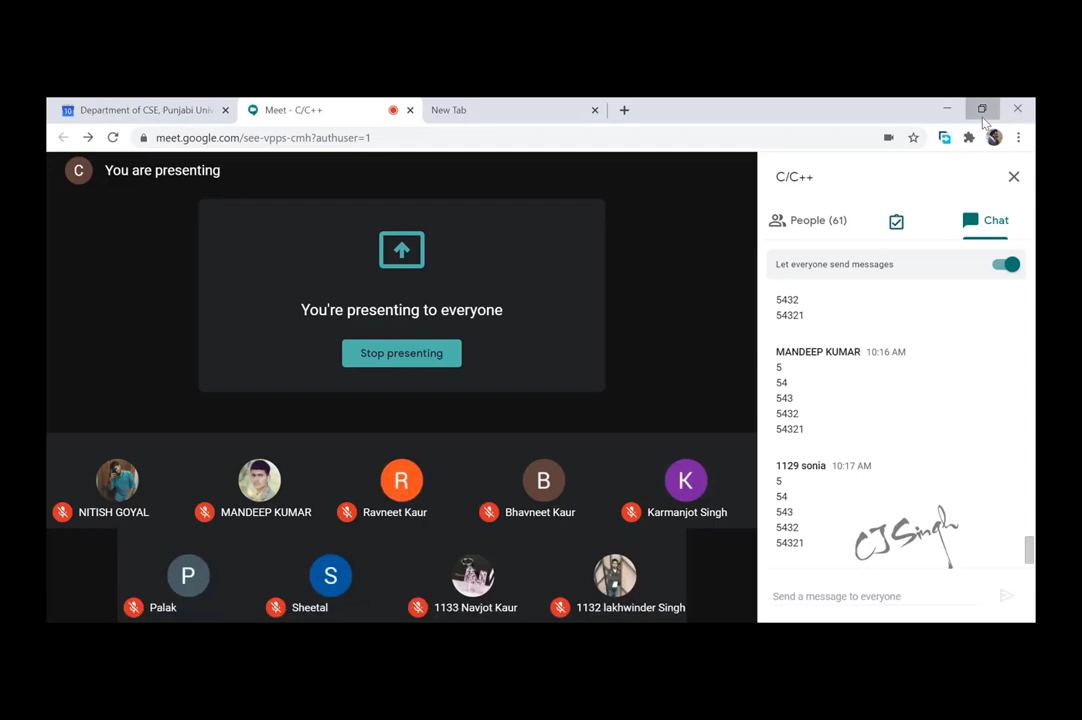 10
Department of CSE, Punjabi Univ
Meet - C/C++
New Tab
meet.google.com/see-vpps-cmh?authuser=1
C
You are presenting
You're presenting to everyone
Stop presenting
NITISH GOYAL
MANDEEP KUMAR
R
Ravneet Kaur
B
Bhavneet Kaur
K
Karmanjot Singh
P
Palak
S
Sheetal
1133 Navjot Kaur
1132 lakhwinder Singh
C/C++
People (61)
Chat
Let everyone send messages
5432
54321
MANDEEP KUMAR 10:16 AM
5
54
543
5432
54321
1129 sonia 10:17 AM
5
54
543
5432
54321
CJSingh
Send a message to everyone